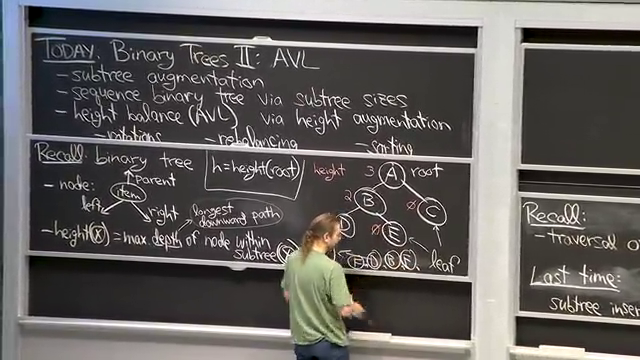 TODAY: Binary Trees II: AVL
- subtree augmentation
- sequence binary tree via subtree sizes
- height balance (AVL) via height augmentation
- rotations - rebalancing - sorting
Recall: binary tree
h = height(root)
height 3 A root
- node: item
parent
left
right
2 B
ø C
ø E
longest downward path
- height(x) = max. depth of node within
subtree(
F D B E
leaf
Recall:
- traversal o
Last time:
subtree inser